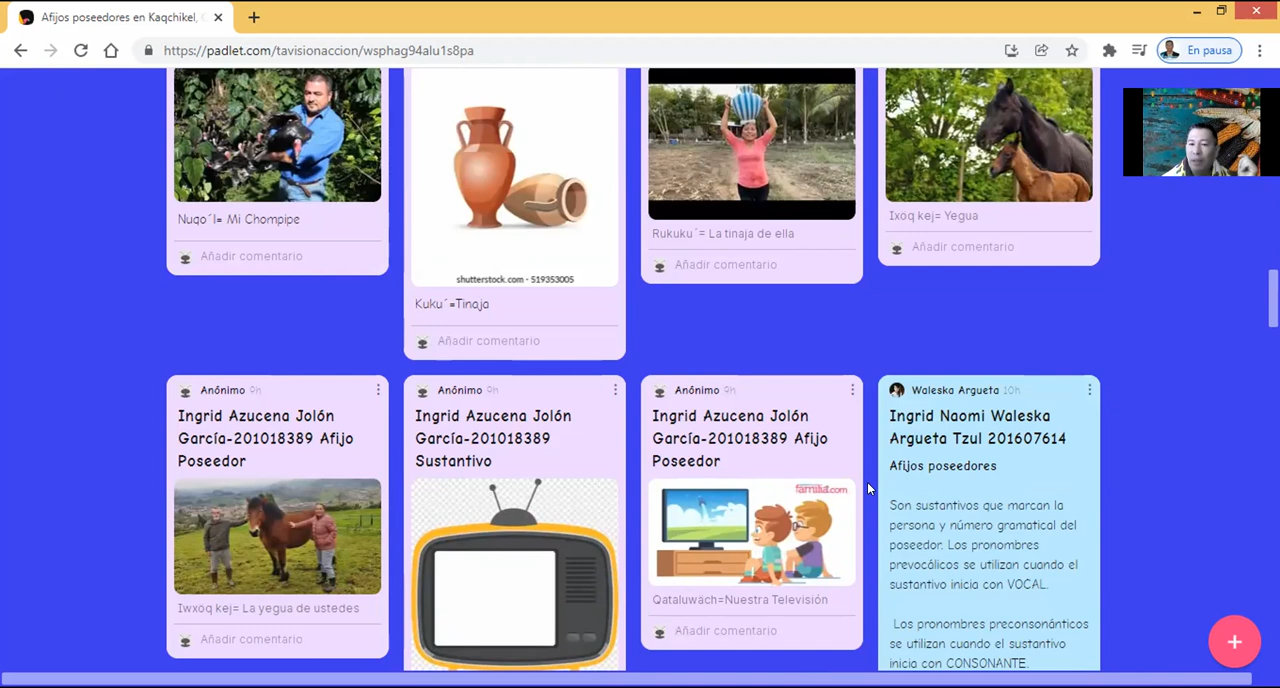 Afijos poseedores en Kaqchikel,
https://padlet.com/tavisionaccion/wsphag94alu1s8pa
En pausa
Nuqo´l= Mi Chompipe
Añadir comentario
shutterstock.com - 519353005
Kuku´=Tinaja
Añadir comentario
Rukuku´= La tinaja de ella
Añadir comentario
Ixöq kej= Yegua
Añadir comentario
Anónimo 9h
Ingrid Azucena Jolón
García-201018389 Afijo
Poseedor
Iwxöq kej= La yegua de ustedes
Añadir comentario
Anónimo 9h
Ingrid Azucena Jolón
García-201018389
Sustantivo
Anónimo 9h
Ingrid Azucena Jolón
García-201018389 Afijo
Poseedor
familia.com
Qataluwäch=Nuestra Televisión
Añadir comentario
Waleska Argueta 10h
Ingrid Naomi Waleska
Argueta Tzul 201607614
Afijos poseedores
Son sustantivos que marcan la
persona y número gramatical del
poseedor. Los pronombres
prevocálicos se utilizan cuando el
sustantivo inicia con VOCAL.
Los pronombres preconsonánticos
se utilizan cuando el sustantivo
inicia con CONSONANTE.